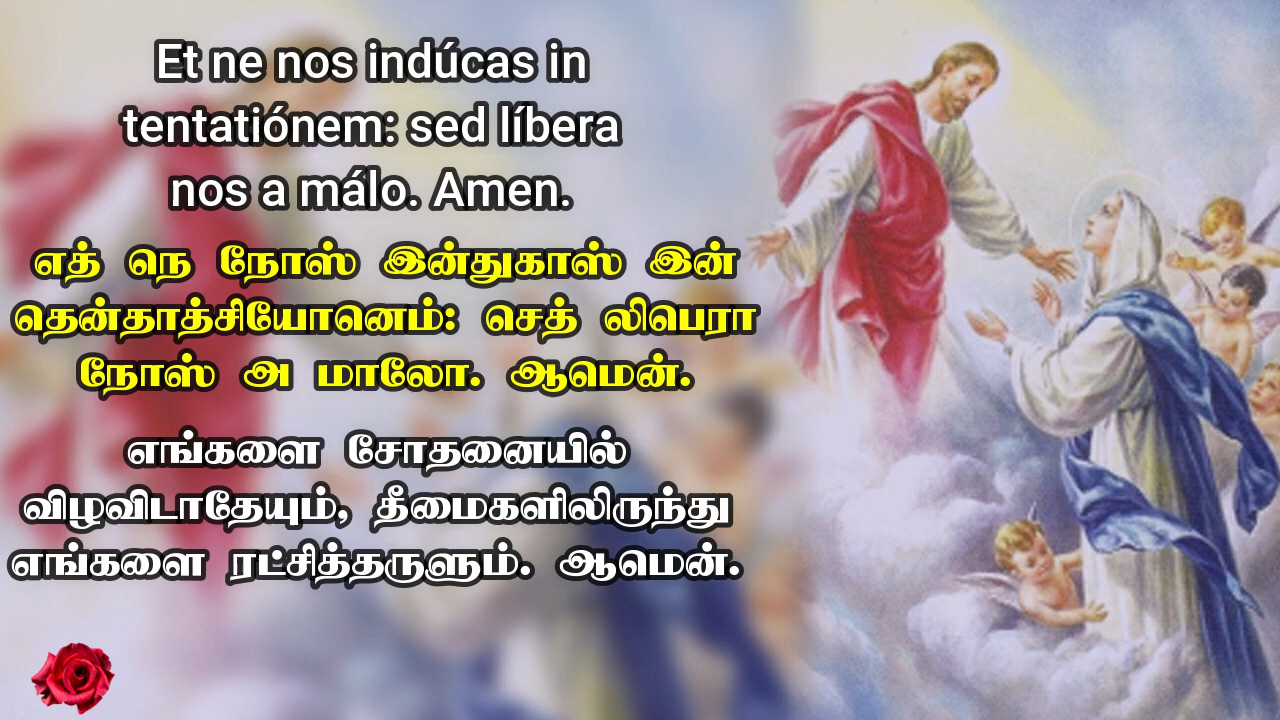 Et ne nos indúcas in
tentatiónem: sed líbera
nos a málo. Amen.
எத் நெ நோஸ் இன்துகாஸ் இன்
தென்தாத்சியோனெம்: செத் லிபெரா
நோஸ் அ மாலோ. ஆமென்.
எங்களை சோதனையில்
விழவிடாதேயும், தீமைகளிலிருந்து
எங்களை ரட்சித்தருளும். ஆமென்.